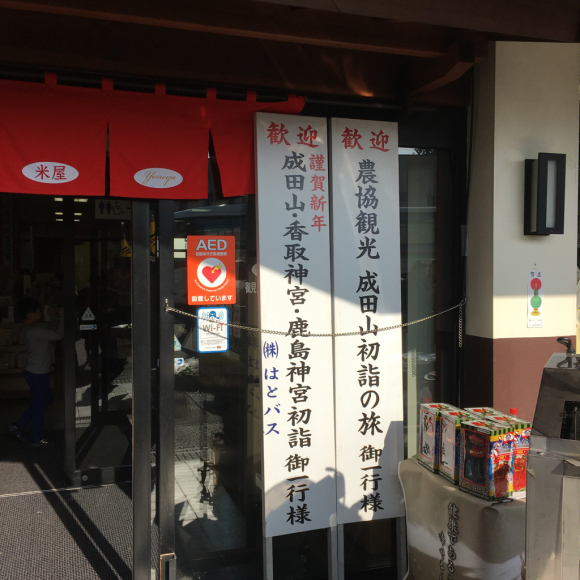 米屋
Yoneya
AED
設置しています
Wi-Fi
歓迎
謹賀新年
成田山・香取神宮・鹿島神宮初詣 御一行様
㈱はとバス
歓迎
農協観光 成田山初詣の旅 御一行様